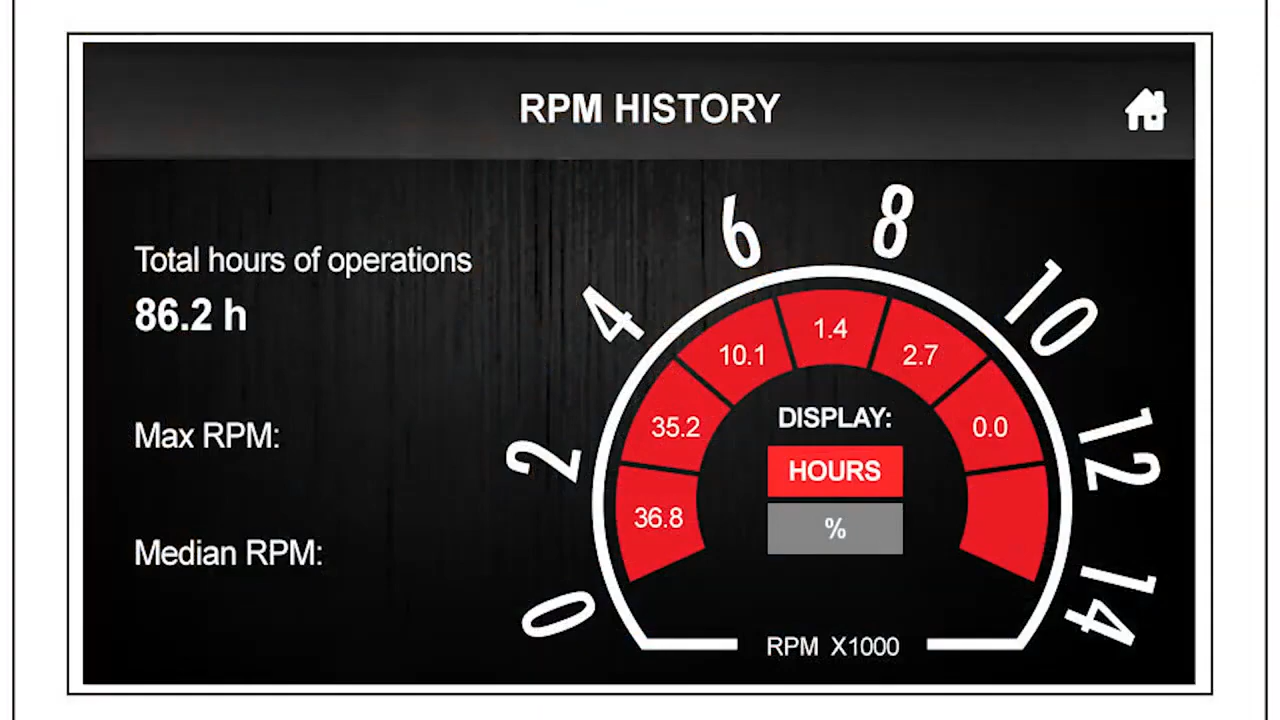 RPM HISTORY
Total hours of operations
86.2 h
Max RPM:
Median RPM:
0
2
4
6
8
10
12
14
36.8
35.2
10.1
1.4
2.7
0.0
DISPLAY:
HOURS
%
RPM X1000